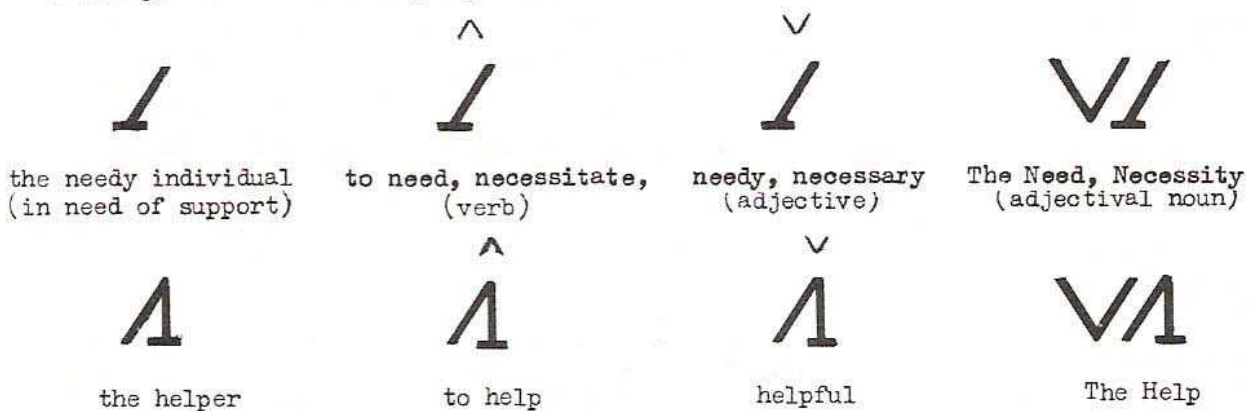 the needy individual to need, necessitate, needy, necessary The Need, Necessity
(in need of support) (verb) (adjective) (adjectival noun)
the helper to help helpful The Help